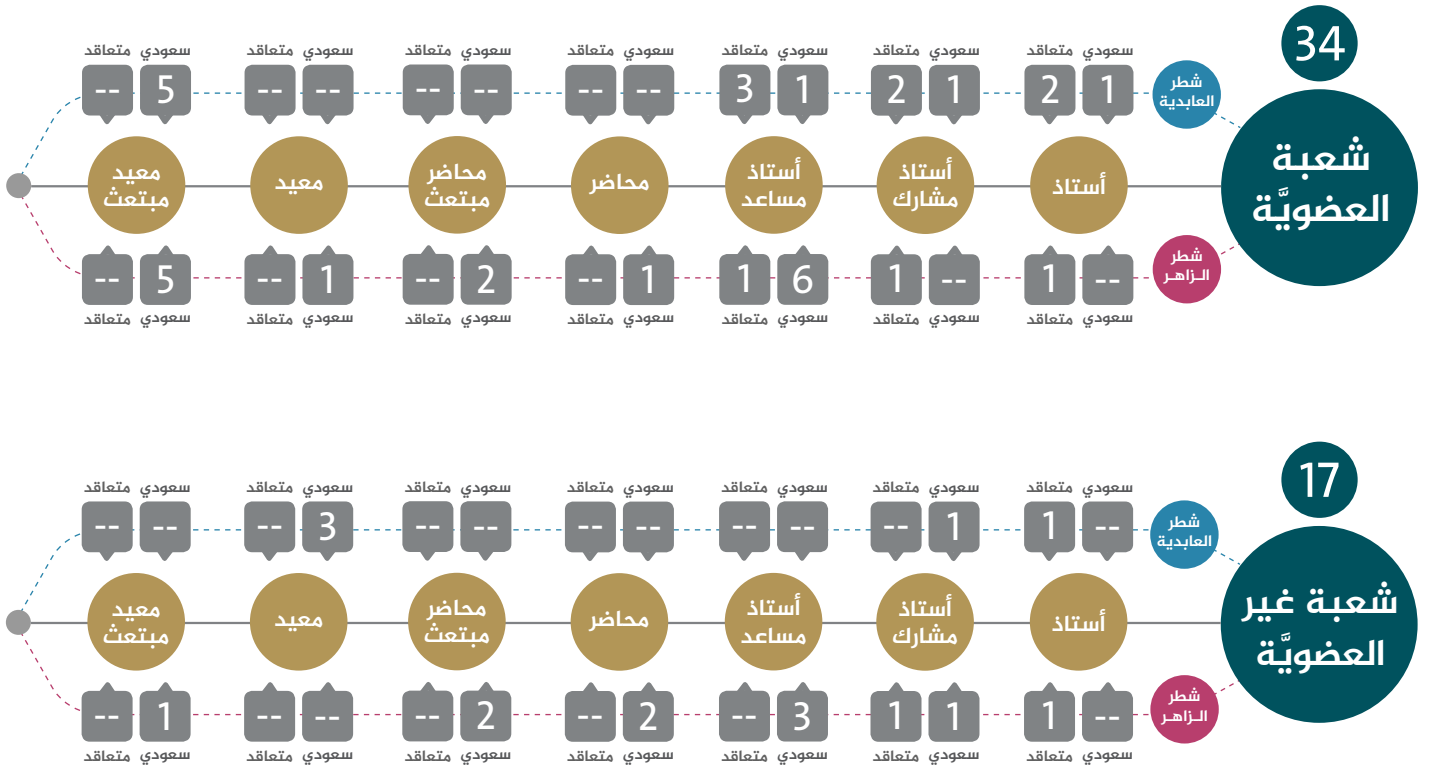 34
شعبة
العضويَّة
سعودي متعاقد سعودي متعاقد سعودي متعاقد سعودي متعاقد سعودي متعاقد سعودي متعاقد سعودي متعاقد
شطر
العابدية
1 2 1 2 1 3 -- -- -- -- -- -- 5 --
أستاذ
أستاذ
مشارك
أستاذ
مساعد
محاضر
محاضر
مبتعث
معيد
معيد
مبتعث
شطر
الـزاهـر
-- 1 -- 1 6 1 1 -- 2 -- 1 -- 5 --
سعودي متعاقد سعودي متعاقد سعودي متعاقد سعودي متعاقد سعودي متعاقد سعودي متعاقد سعودي متعاقد
17
شعبة غير
العضويَّة
سعودي متعاقد سعودي متعاقد سعودي متعاقد سعودي متعاقد سعودي متعاقد سعودي متعاقد سعودي متعاقد
شطر
العابدية
-- 1 1 -- -- -- -- -- -- -- 3 -- -- --
أستاذ
أستاذ
مشارك
أستاذ
مساعد
محاضر
محاضر
مبتعث
معيد
معيد
مبتعث
شطر
الـزاهـر
-- 1 1 1 3 -- 2 -- 2 -- -- -- 1 --
سعودي متعاقد سعودي متعاقد سعودي متعاقد سعودي متعاقد سعودي متعاقد سعودي متعاقد سعودي متعاقد